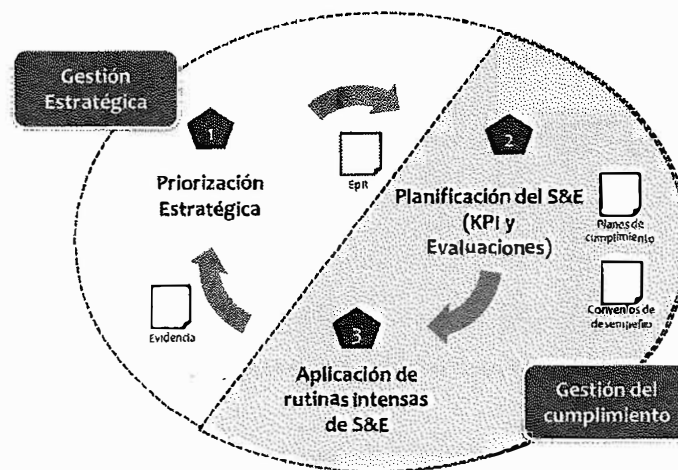 Gestión
Estratégica
1
Priorización
Estratégica
EpR
2
Planificación del S&E
(KPI y
Evaluaciones)
Planes de
cumplimiento
Convenios de
desempeño
Evidencia
3
Aplicación de
rutinas intensas
de S&E
Gestión del
cumplimiento